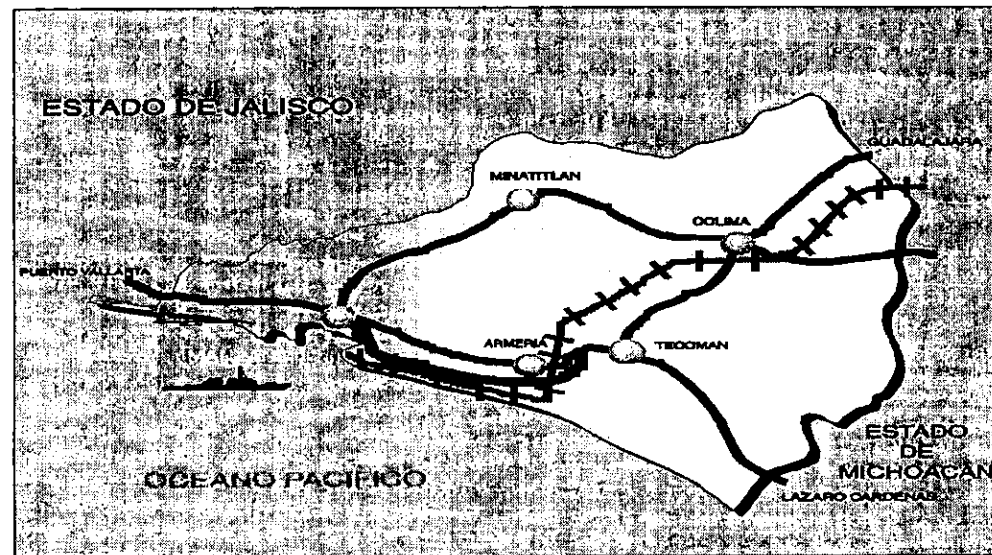 ESTADO DE JALISCO
GUADALAJARA
MINATITLAN
COLIMA
PUERTO VALLARTA
ARMERIA
TECOMAN
ESTADO
DE
MICHOACAN
OCEANO PACIFICO
LAZARO CARDENAS